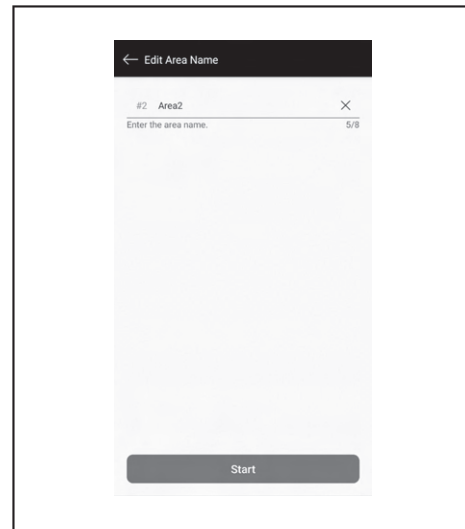 ← Edit Area Name
#2 Area2 ×
Enter the area name. 5/8
Start